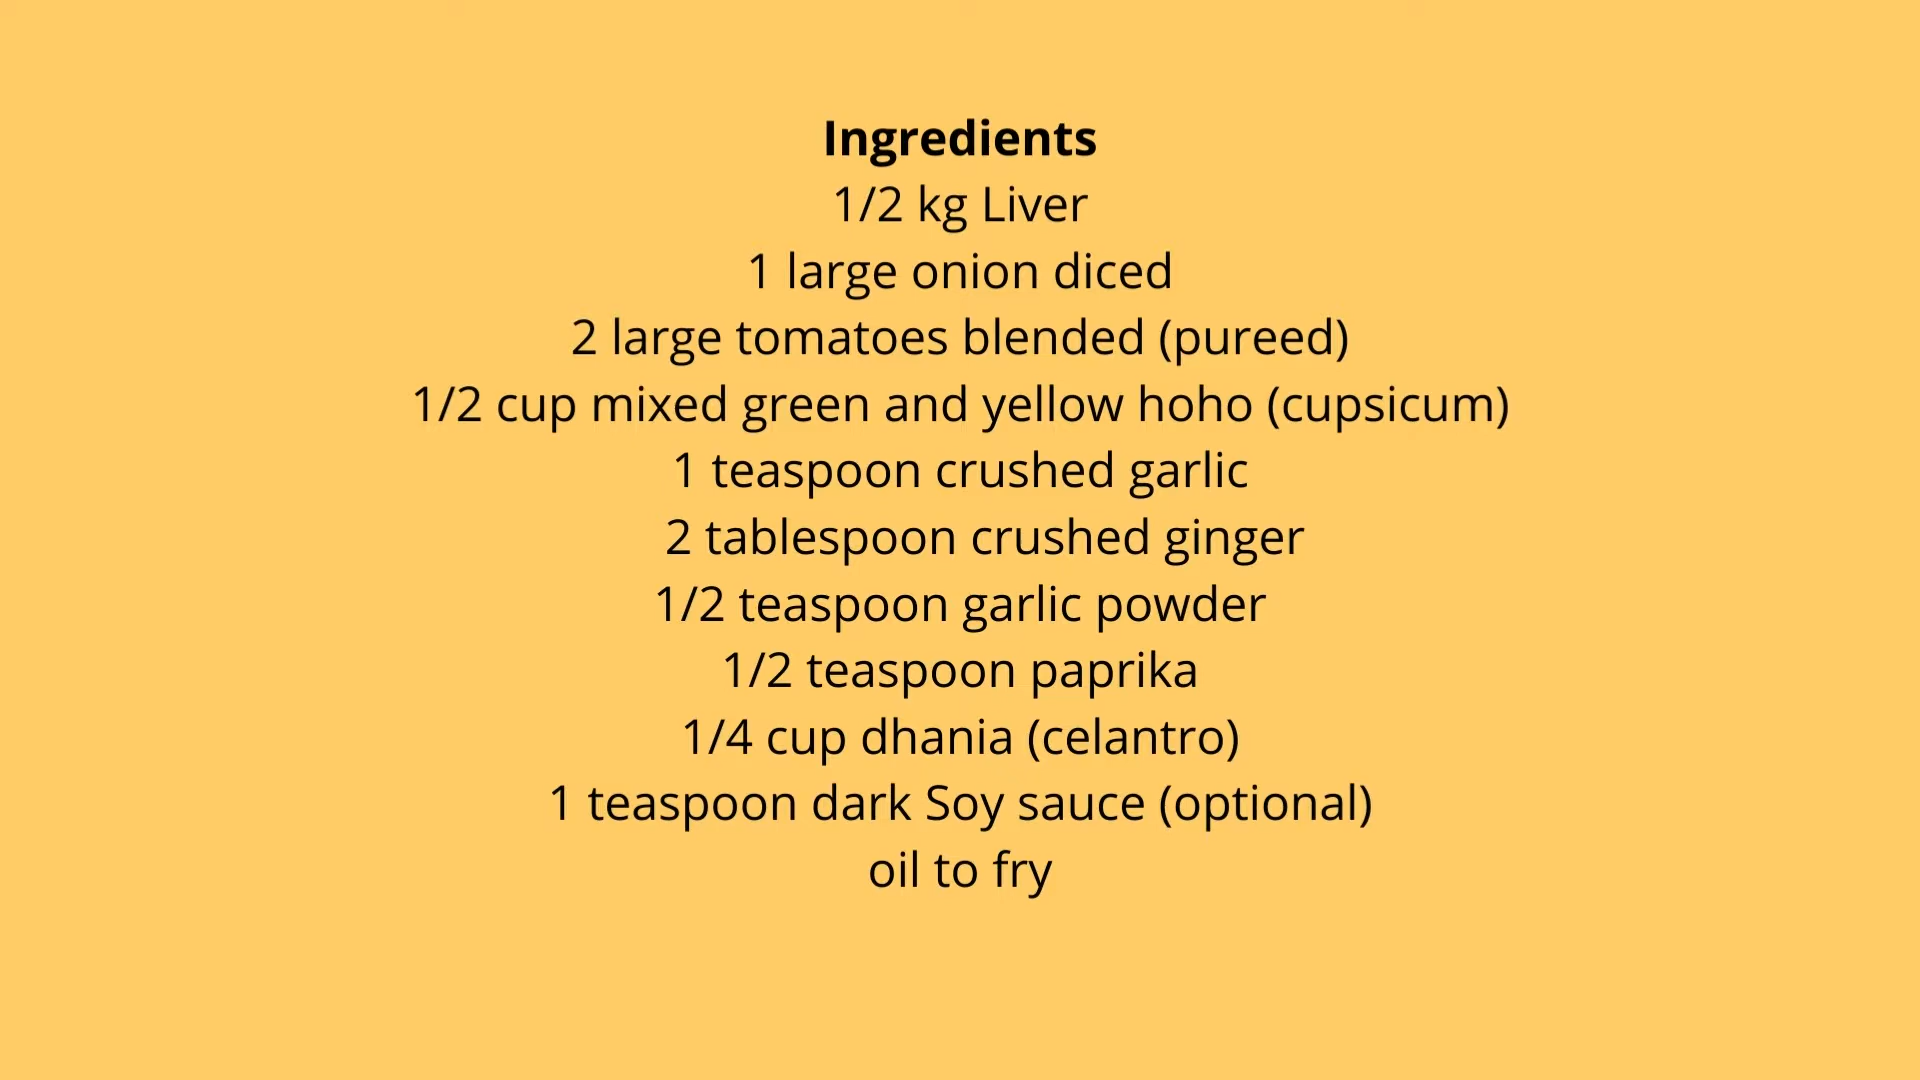 Ingredients
1/2 kg Liver
1 large onion diced
2 large tomatoes blended (pureed)
1/2 cup mixed green and yellow hoho (cupsicum)
1 teaspoon crushed garlic
2 tablespoon crushed ginger
1/2 teaspoon garlic powder
1/2 teaspoon paprika
1/4 cup dhania (celantro)
1 teaspoon dark Soy sauce (optional)
oil to fry